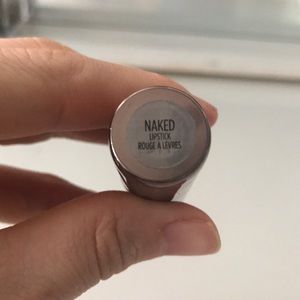 NAKED
LIPSTICK
ROUGE À LÈVRES